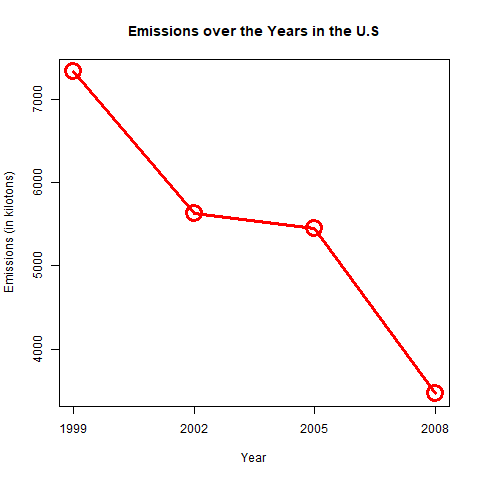 Emissions over the Years in the U.S
Emissions (in kilotons)
7000
6000
5000
4000
1999 2002 2005 2008
Year